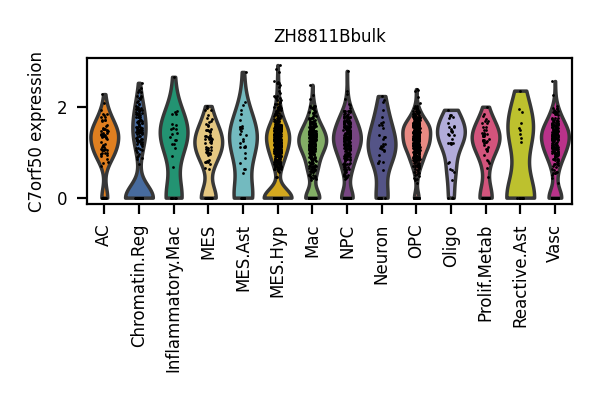 ZH8811Bbulk
C7orf50 expression
2
0
AC
Chromatin.Reg
Inflammatory.Mac
MES
MES.Ast
MES.Hyp
Mac
NPC
Neuron
OPC
Oligo
Prolif.Metab
Reactive.Ast
Vasc